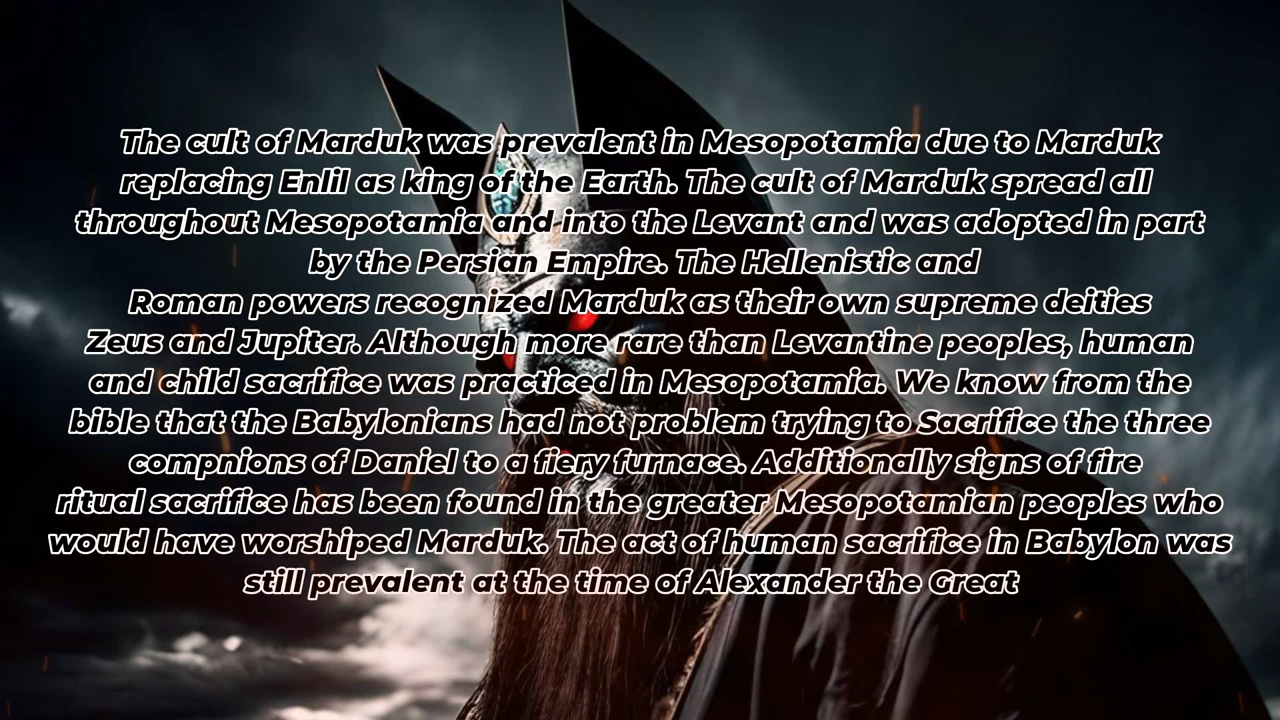 The cult of Marduk was prevalent in Mesopotamia due to Marduk
replacing Enlil as king of the Earth. The cult of Marduk spread all
throughout Mesopotamia and into the Levant and was adopted in part
by the Persian Empire. The Hellenistic and
Roman powers recognized Marduk as their own supreme deities
Zeus and Jupiter. Although more rare than Levantine peoples, human
and child sacrifice was practiced in Mesopotamia. We know from the
bible that the Babylonians had not problem trying to Sacrifice the three
compnions of Daniel to a fiery furnace. Additionally signs of fire
ritual sacrifice has been found in the greater Mesopotamian peoples who
would have worshiped Marduk. The act of human sacrifice in Babylon was
still prevalent at the time of Alexander the Great